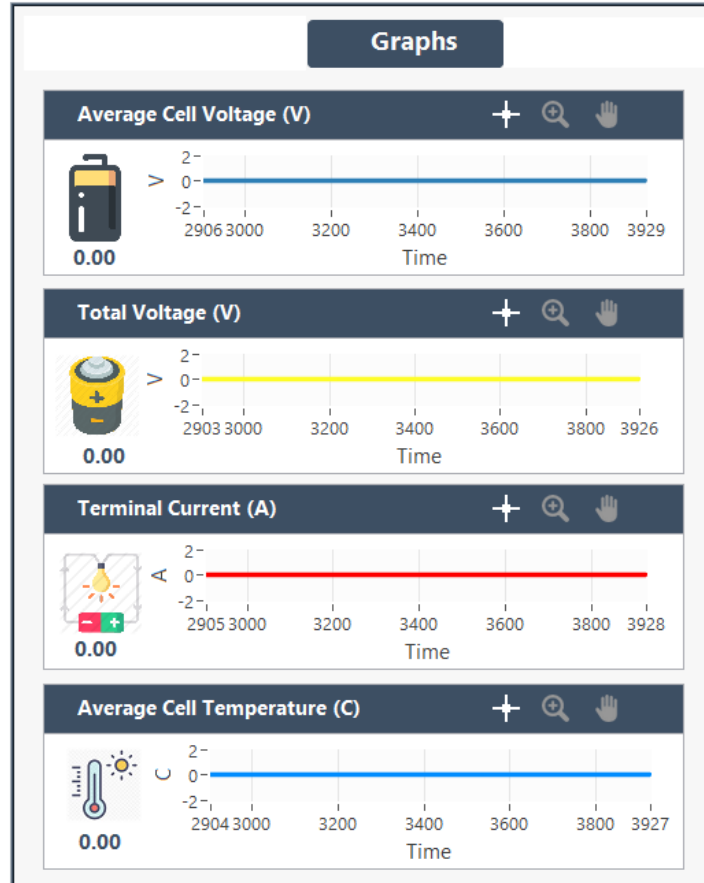 Graphs
Average Cell Voltage (V)
2
V
0
-2
2906 3000 3200 3400 3600 3800 3929
0.00
Time
Total Voltage (V)
2
V
0
-2
2903 3000 3200 3400 3600 3800 3926
0.00
Time
Terminal Current (A)
2
A
0
-2
2905 3000 3200 3400 3600 3800 3928
0.00
Time
Average Cell Temperature (C)
2
C
0
-2
2904 3000 3200 3400 3600 3800 3927
0.00
Time